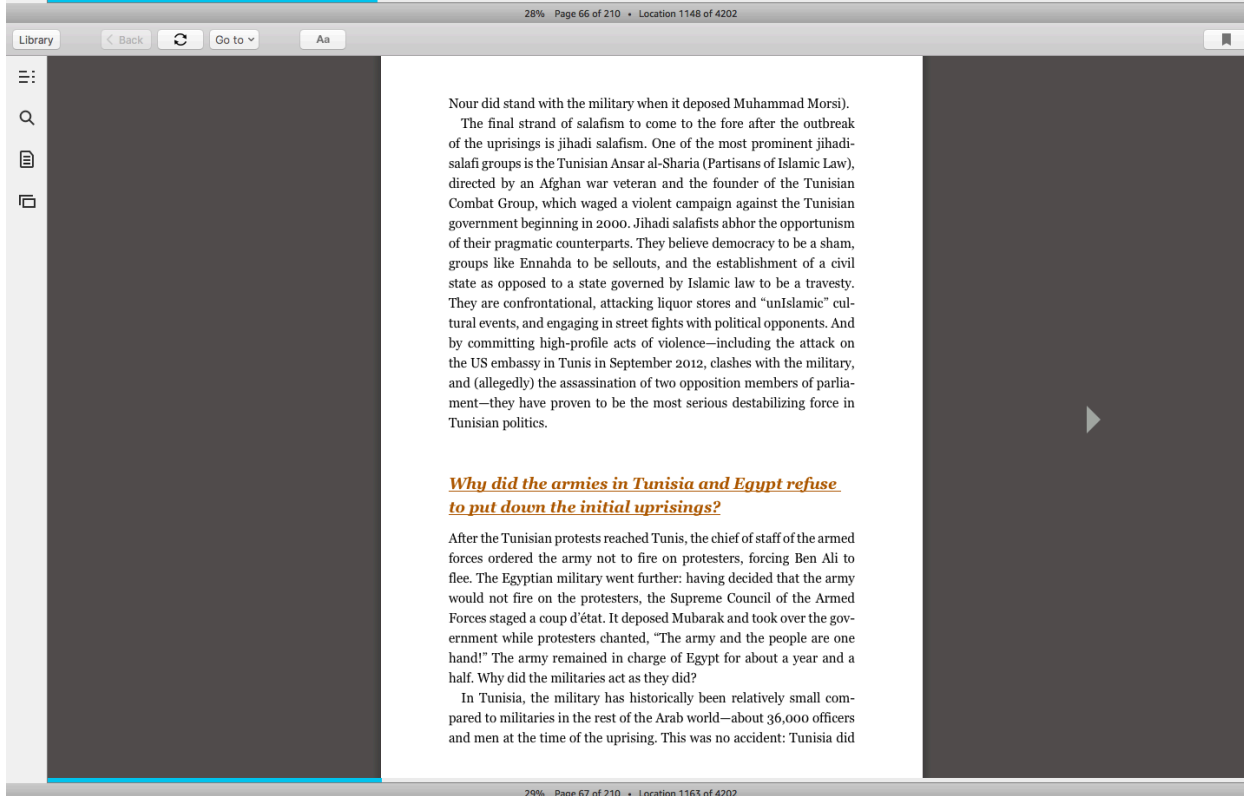 28% Page 66 of 210 • Location 1148 of 4202
Library
< Back
Go to
Aa
Nour did stand with the military when it deposed Muhammad Morsi).
The final strand of salafism to come to the fore after the outbreak
of the uprisings is jihadi salafism. One of the most prominent jihadi-
salafi groups is the Tunisian Ansar al-Sharia (Partisans of Islamic Law),
directed by an Afghan war veteran and the founder of the Tunisian
Combat Group, which waged a violent campaign against the Tunisian
government beginning in 2000. Jihadi salafists abhor the opportunism
of their pragmatic counterparts. They believe democracy to be a sham,
groups like Ennahda to be sellouts, and the establishment of a civil
state as opposed to a state governed by Islamic law to be a travesty.
They are confrontational, attacking liquor stores and “unIslamic” cul-
tural events, and engaging in street fights with political opponents. And
by committing high-profile acts of violence—including the attack on
the US embassy in Tunis in September 2012, clashes with the military,
and (allegedly) the assassination of two opposition members of parlia-
ment—they have proven to be the most serious destabilizing force in
Tunisian politics.
Why did the armies in Tunisia and Egypt refuse
to put down the initial uprisings?
After the Tunisian protests reached Tunis, the chief of staff of the armed
forces ordered the army not to fire on protesters, forcing Ben Ali to
flee. The Egyptian military went further: having decided that the army
would not fire on the protesters, the Supreme Council of the Armed
Forces staged a coup d’état. It deposed Mubarak and took over the gov-
ernment while protesters chanted, “The army and the people are one
hand!” The army remained in charge of Egypt for about a year and a
half. Why did the militaries act as they did?
In Tunisia, the military has historically been relatively small com-
pared to militaries in the rest of the Arab world—about 36,000 officers
and men at the time of the uprising. This was no accident: Tunisia did
29% Page 67 of 210 • Location 1163 of 4202